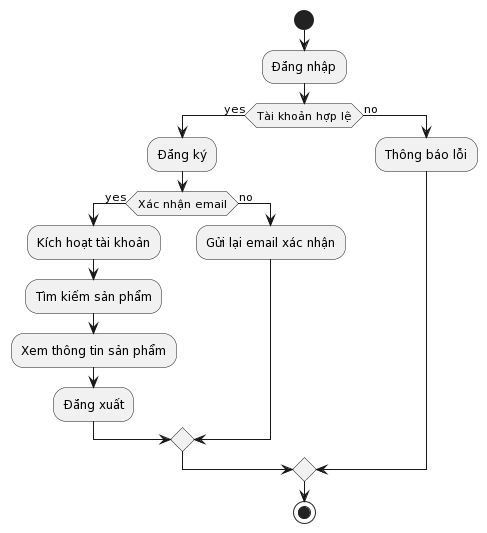 Đăng nhập
yes
Tài khoản hợp lệ
no
Đăng ký
Thông báo lỗi
yes
Xác nhận email
no
Kích hoạt tài khoản
Gửi lại email xác nhận
Tìm kiếm sản phẩm
Xem thông tin sản phẩm
Đăng xuất